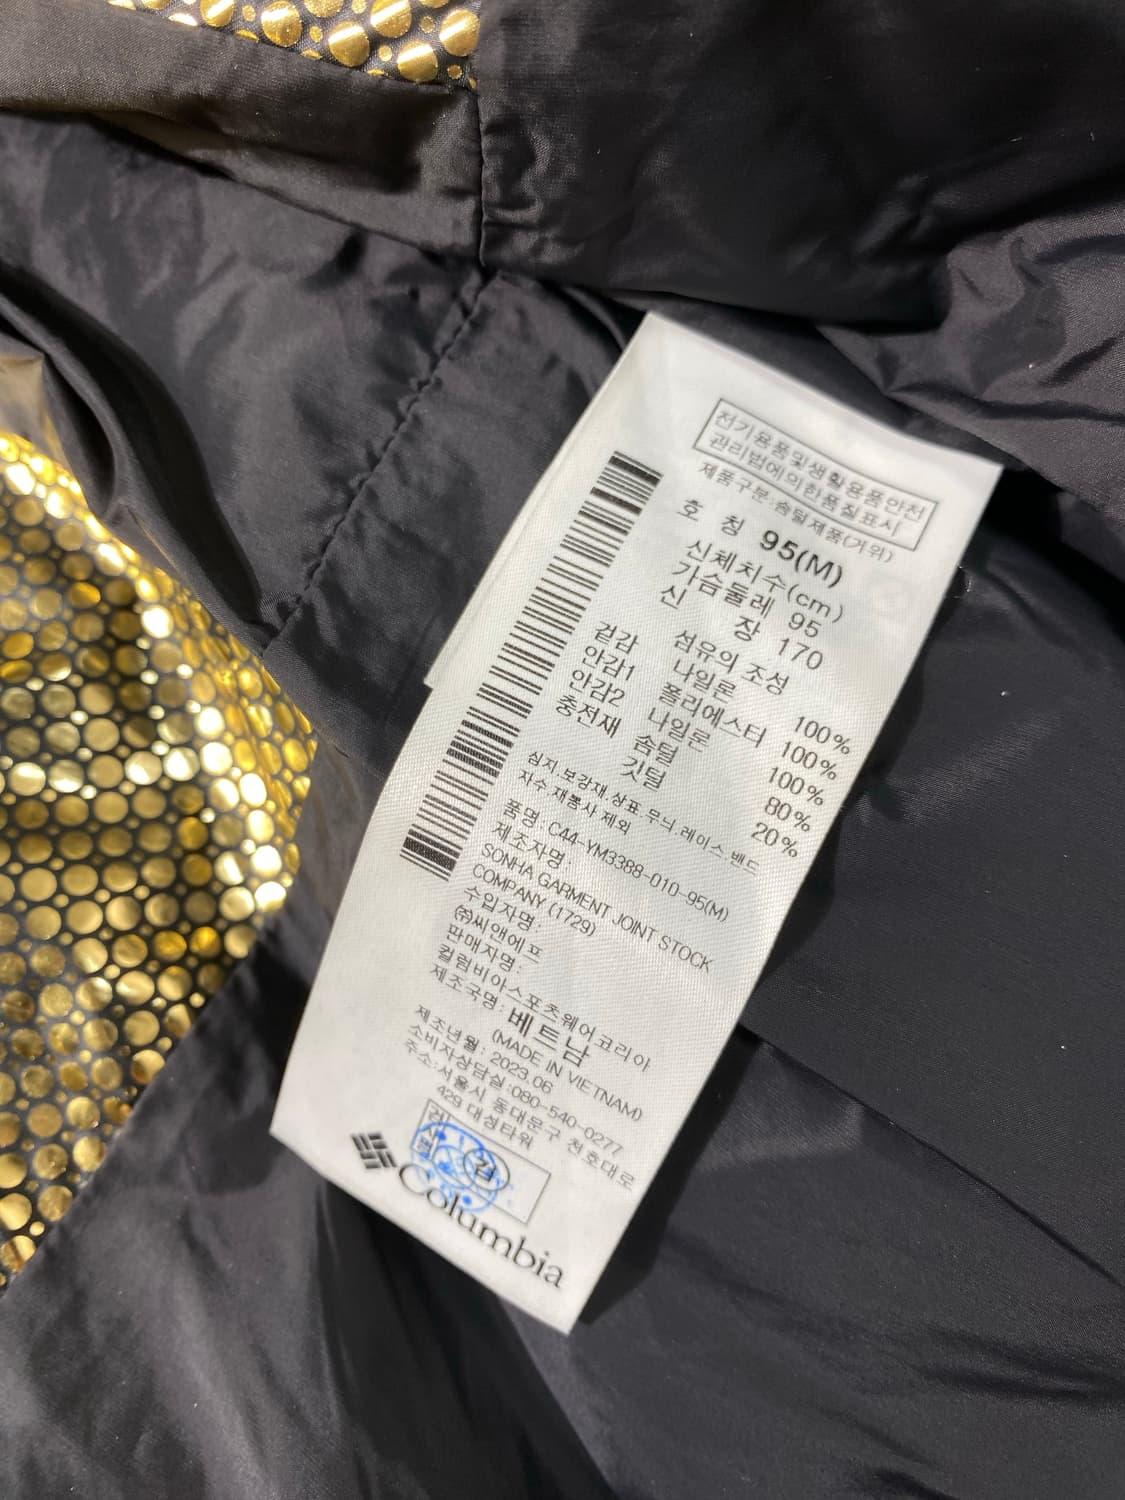 전기용품및생활용품안전
관리법에의한품질표시
제품구분:솜털제품(거위)
호 칭 95(M)
신체치수(cm)
가슴둘레 95
신 장 170
섬유의 조성
겉감 나일론 100%
안감1 폴리에스터 100%
안감2 나일론 100%
충전재 솜털 80%
깃털 20%
심지.보강재.상표.무늬.레이스.밴드
자수.재봉사 제외
품명: C44-YM3388-010-95(M)
제조자명
SONHA GARMENT JOINT STOCK
COMPANY (1729)
수입자명:
㈜씨앤에프
판매자명:
컬럼비아스포츠웨어코리아
제조국명: 베트남
(MADE IN VIETNAM)
제조년월: 2023.06
소비자상담실:080-540-0277
주소:서울시 동대문구 천호대로
429 대성타워
검
Columbia